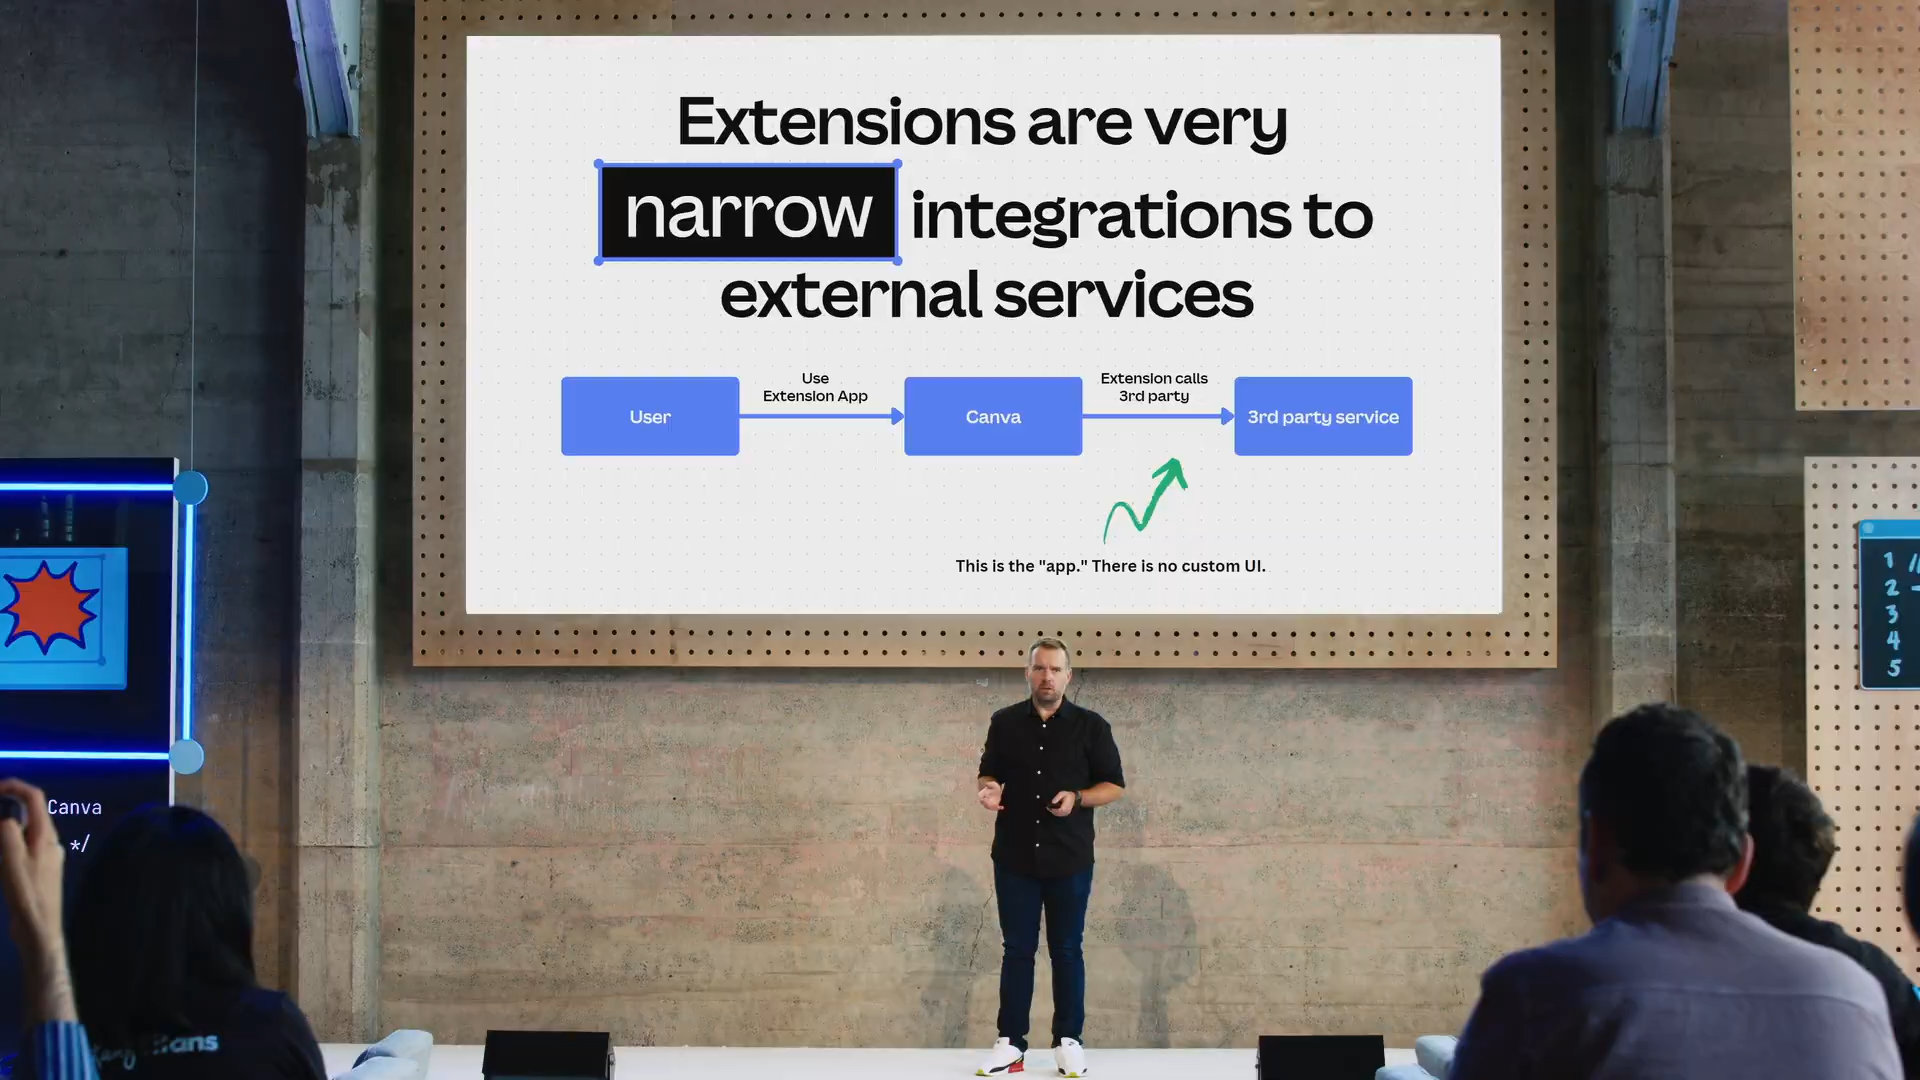 Extensions are very
narrow integrations to
external services
Use
Extension App
Extension calls
3rd party
User
Canva
3rd party service
This is the "app." There is no custom UI.
1 //
2
3
4
5
Canva
*/